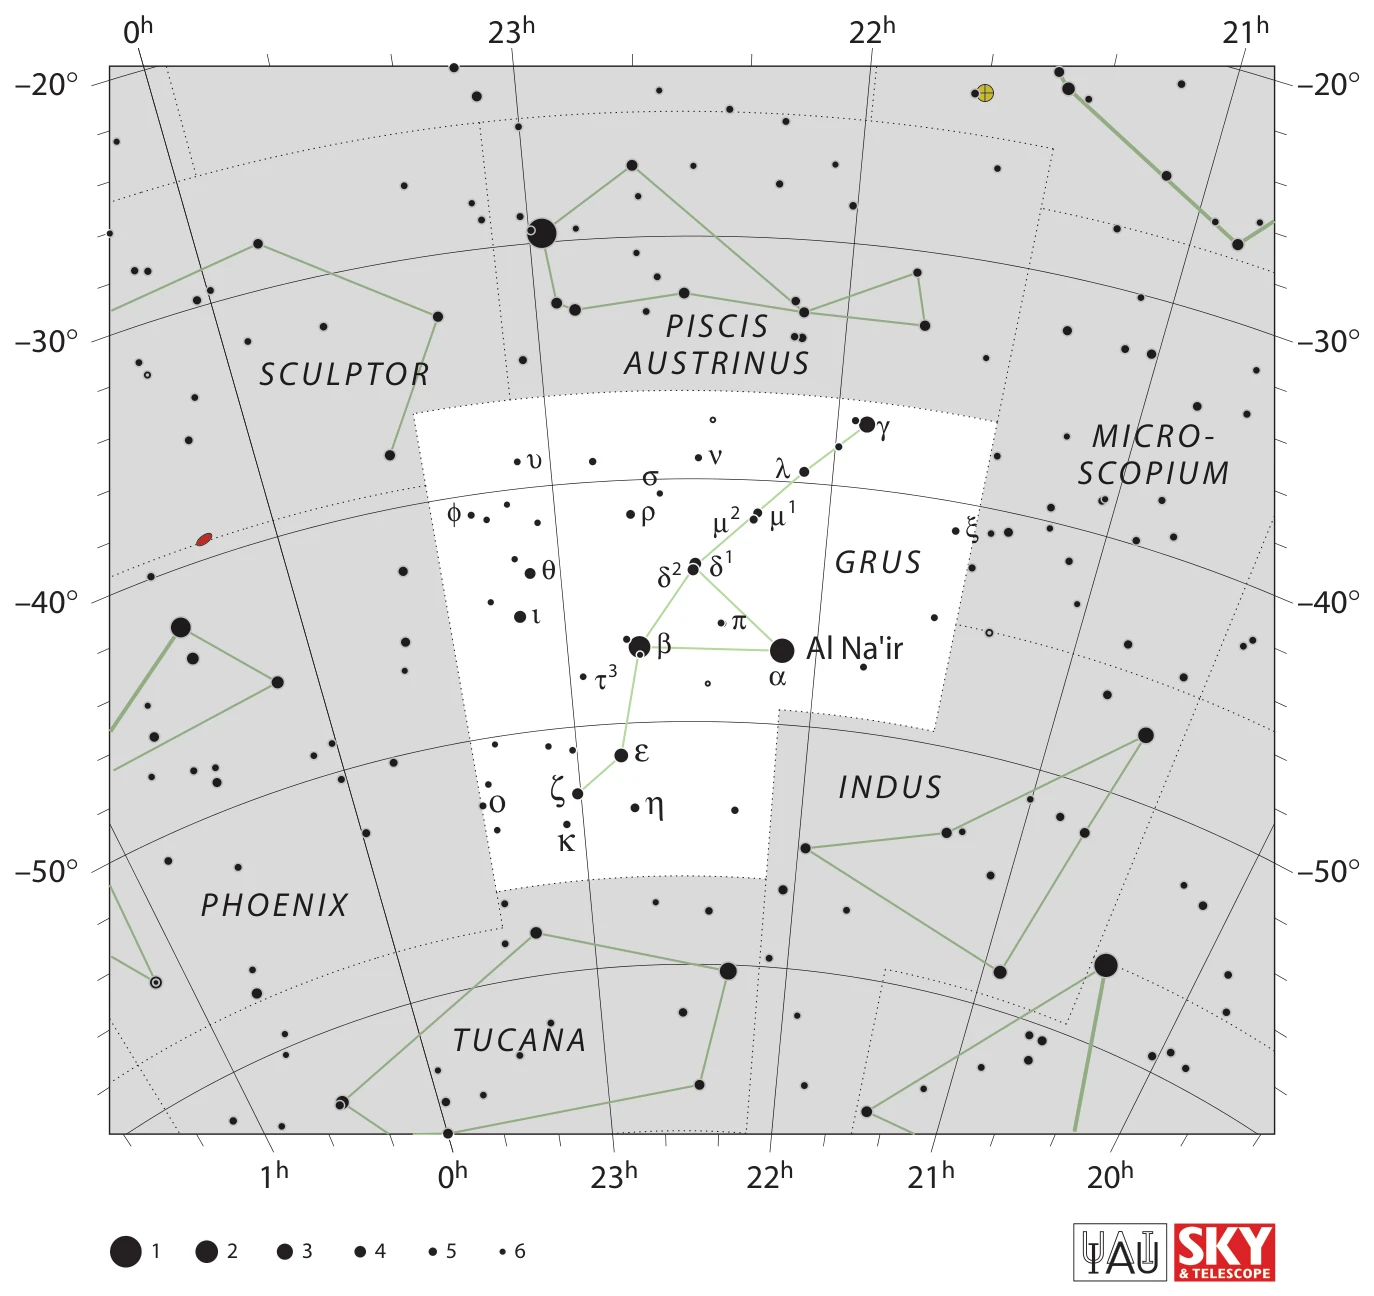 0h 23h 22h 21h
–20° –20°
–30° –30°
PISCIS
AUSTRINUS
SCULPTOR
MICRO-
SCOPIUM
γ
υ ν λ
σ
ϕ ρ μ² μ¹ ξ
GRUS
θ δ² δ¹
–40° –40°
ι π
β Al Na'ir
τ³ α
ε
ζ INDUS
ο η
κ
–50° –50°
PHOENIX
TUCANA
1h 0h 23h 22h 21h 20h
1 2 3 4 5 6
IAU SKY
& TELESCOPE